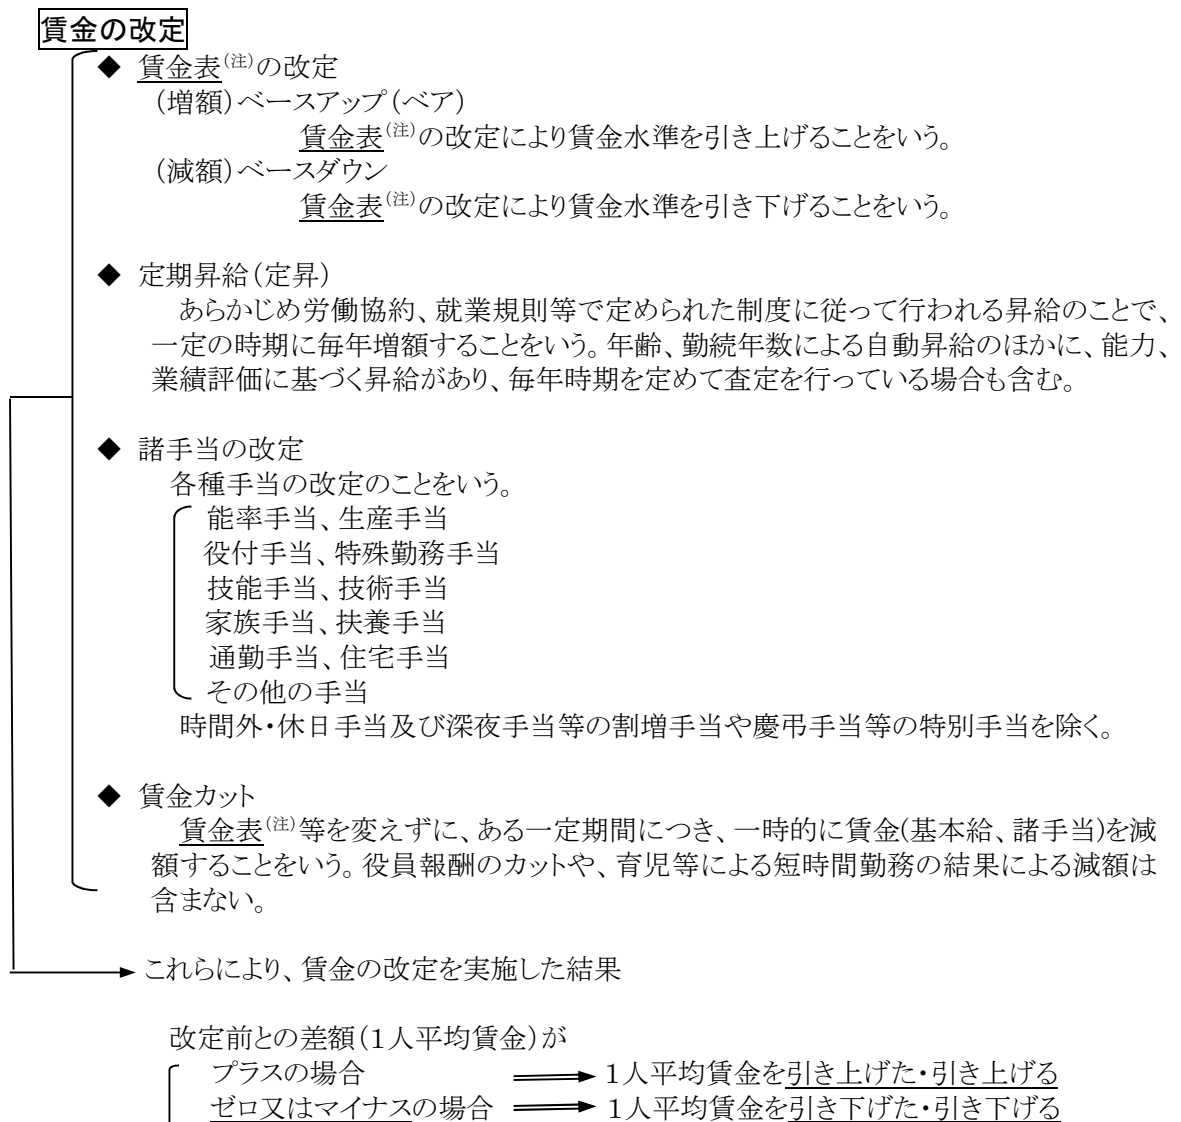 賃金の改定
◆ 賃金表(注)の改定
(増額)ベースアップ(ベア)
賃金表(注)の改定により賃金水準を引き上げることをいう。
(減額)ベースダウン
賃金表(注)の改定により賃金水準を引き下げることをいう。
◆ 定期昇給(定昇)
あらかじめ労働協約、就業規則等で定められた制度に従って行われる昇給のことで、
一定の時期に毎年増額することをいう。年齢、勤続年数による自動昇給のほかに、能力、
業績評価に基づく昇給があり、毎年時期を定めて査定を行っている場合も含む。
◆ 諸手当の改定
各種手当の改定のことをいう。
能率手当、生産手当
役付手当、特殊勤務手当
技能手当、技術手当
家族手当、扶養手当
通勤手当、住宅手当
その他の手当
時間外・休日手当及び深夜手当等の割増手当や慶弔手当等の特別手当を除く。
◆ 賃金カット
賃金表(注)等を変えずに、ある一定期間につき、一時的に賃金(基本給、諸手当)を減
額することをいう。役員報酬のカットや、育児等による短時間勤務の結果による減額は
含まない。
これらにより、賃金の改定を実施した結果
改定前との差額(1人平均賃金)が
プラスの場合 1人平均賃金を引き上げた・引き上げる
ゼロ又はマイナスの場合 1人平均賃金を引き下げた・引き下げる